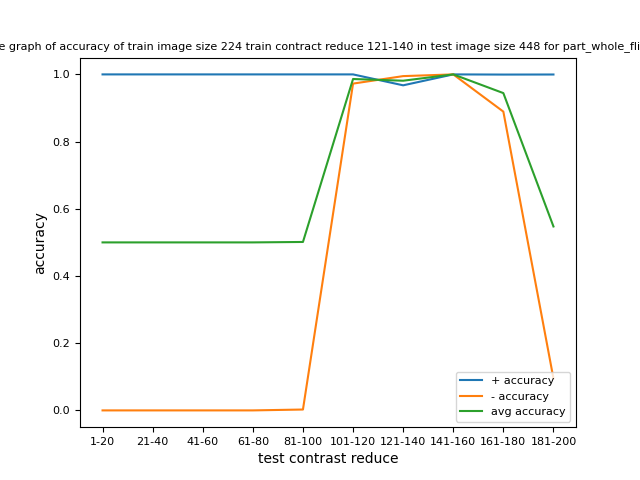 e graph of accuracy of train image size 224 train contract reduce 121-140 in test image size 448 for part_whole_fli
1.0
0.8
0.6
0.4
0.2
0.0
accuracy
+ accuracy
- accuracy
avg accuracy
1-20 21-40 41-60 61-80 81-100 101-120 121-140 141-160 161-180 181-200
test contrast reduce